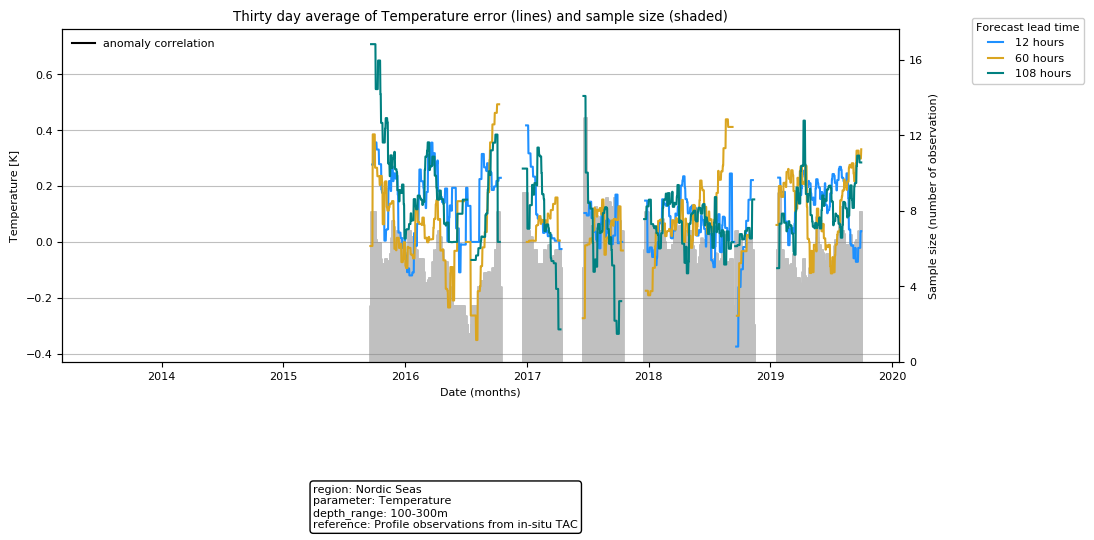 Thirty day average of Temperature error (lines) and sample size (shaded)
Forecast lead time
12 hours
60 hours
108 hours
anomaly correlation
Temperature [K]
0.6
0.4
0.2
0.0
−0.2
−0.4
16
12
8
4
0
Sample size (number of observation)
2014 2015 2016 2017 2018 2019 2020
Date (months)
region: Nordic Seas
parameter: Temperature
depth_range: 100-300m
reference: Profile observations from in-situ TAC